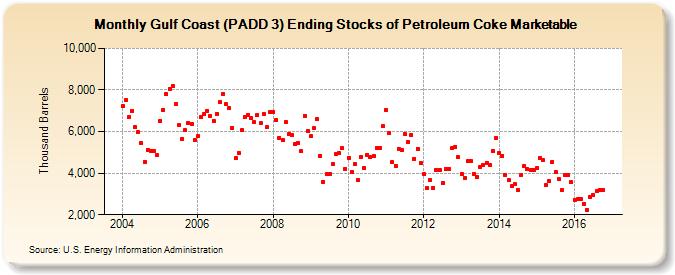 Monthly Gulf Coast (PADD 3) Ending Stocks of Petroleum Coke Marketable
Thousand Barrels
10,000
8,000
6,000
4,000
2,000
2004 2006 2008 2010 2012 2014 2016
Source: U.S. Energy Information Administration